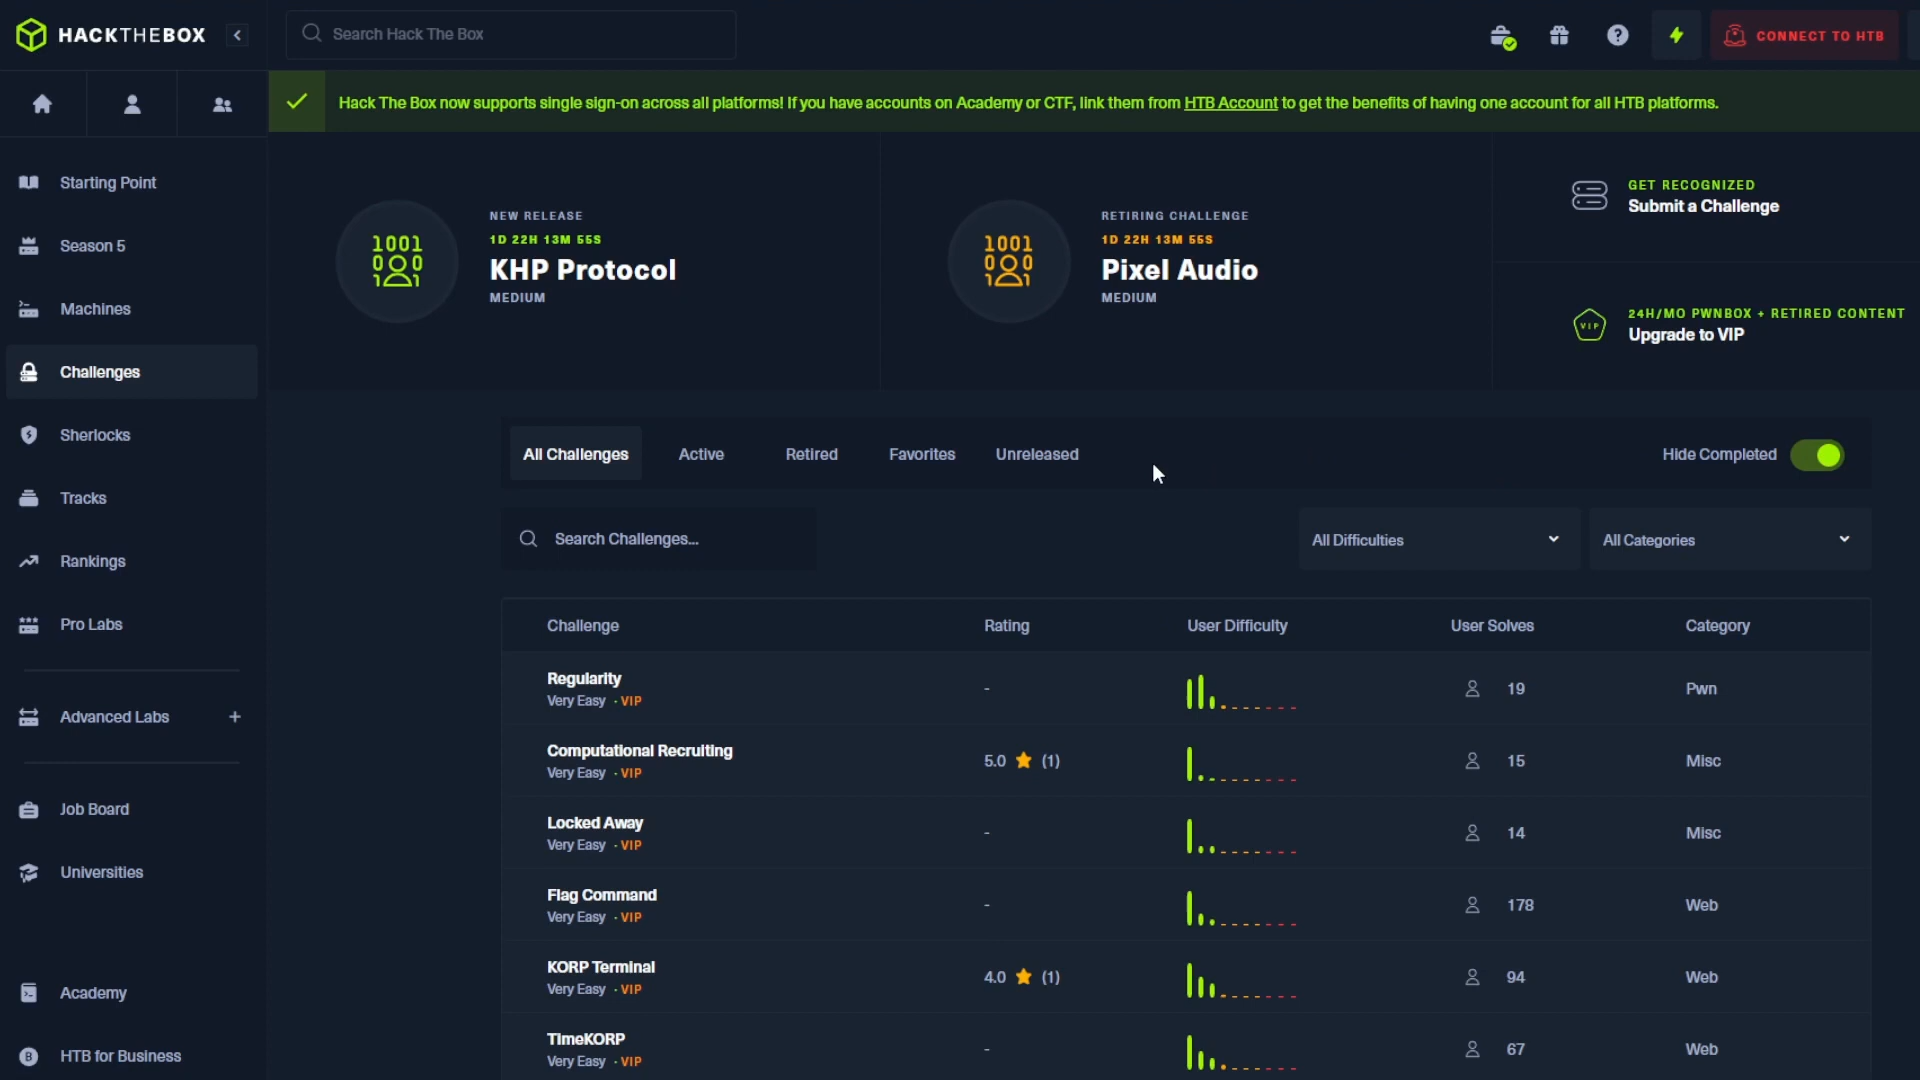 HACKTHEBOX
Search Hack The Box
CONNECT TO HTB
Hack The Box now supports single sign-on across all platforms! If you have accounts on Academy or CTF, link them from HTB Account to get the benefits of having one account for all HTB platforms.
Starting Point
Season 5
Machines
Challenges
Sherlocks
Tracks
Rankings
Pro Labs
Advanced Labs +
Job Board
Universities
Academy
HTB for Business
NEW RELEASE
1D 22H 13M 55S
KHP Protocol
MEDIUM
RETIRING CHALLENGE
1D 22H 13M 55S
Pixel Audio
MEDIUM
GET RECOGNIZED
Submit a Challenge
VIP
24H/MO PWNBOX + RETIRED CONTENT
Upgrade to VIP
All Challenges Active Retired Favorites Unreleased Hide Completed
Search Challenges... All Difficulties All Categories
Challenge Rating User Difficulty User Solves Category
Regularity
Very Easy · VIP - 19 Pwn
Computational Recruiting
Very Easy · VIP 5.0 (1) 15 Misc
Locked Away
Very Easy · VIP - 14 Misc
Flag Command
Very Easy · VIP - 178 Web
KORP Terminal
Very Easy · VIP 4.0 (1) 94 Web
TimeKORP
Very Easy · VIP - 67 Web